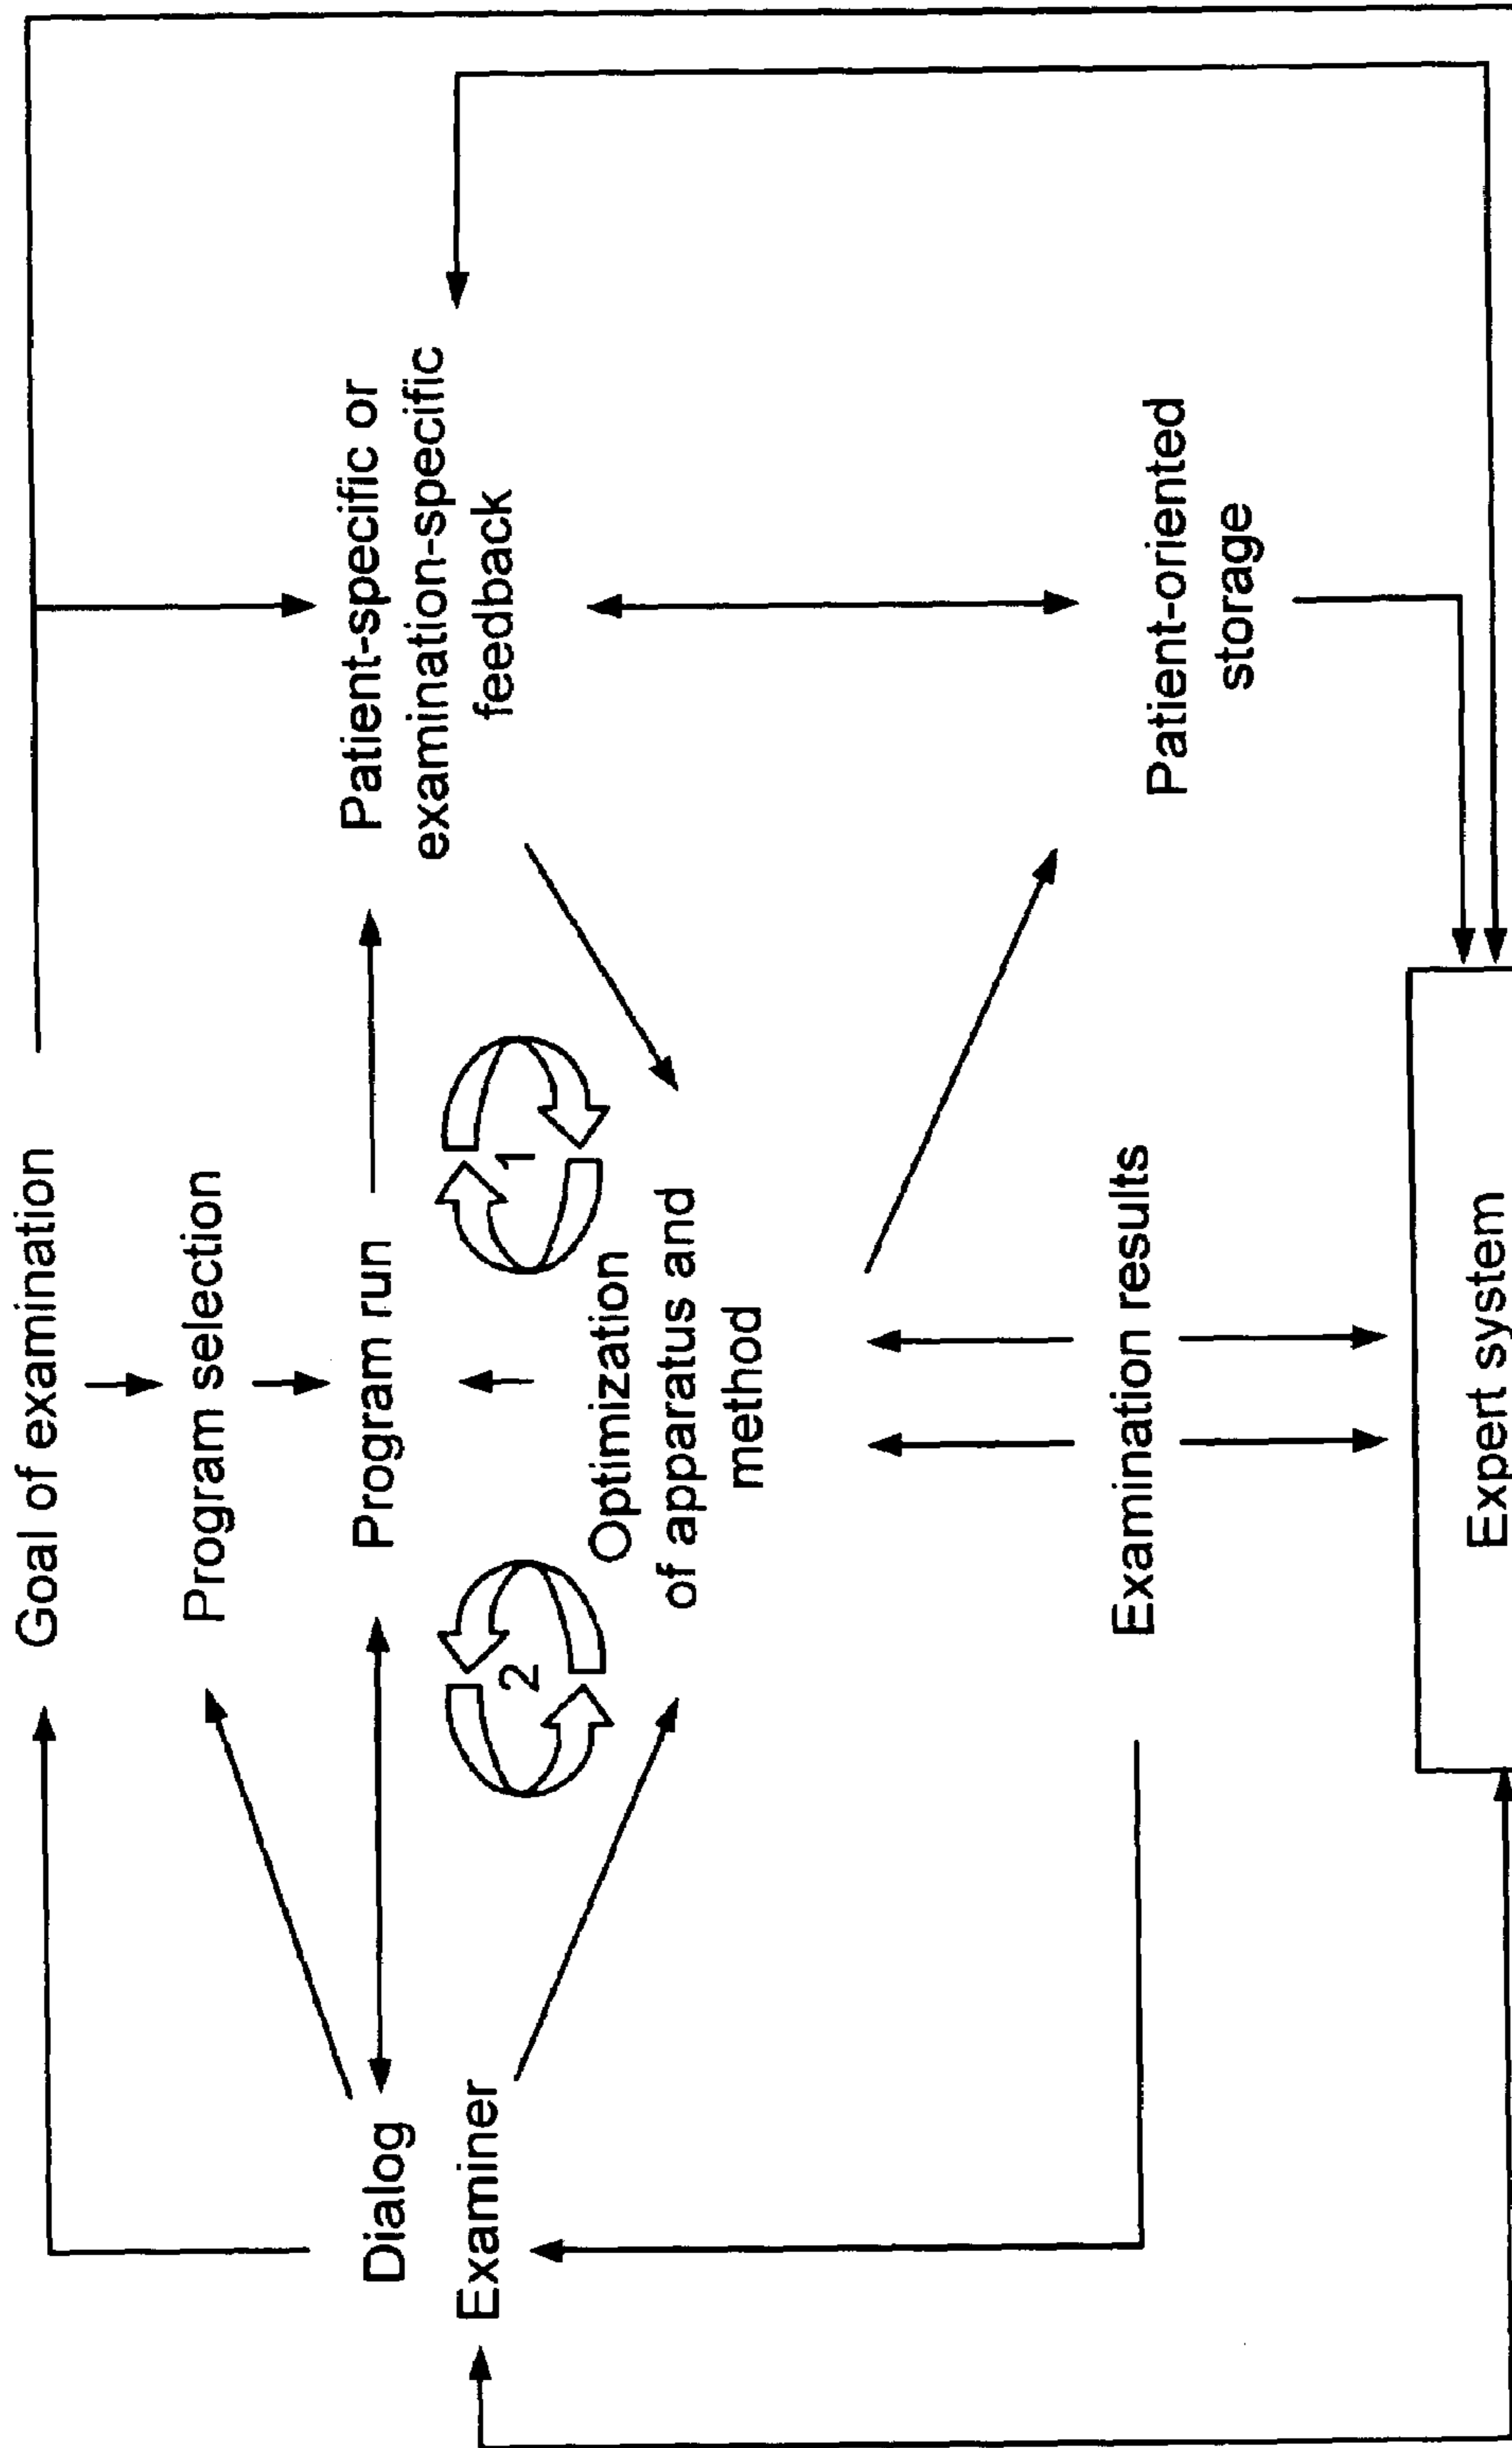 Goal of examination
Program selection
Dialog
Program run
Patient-specific or
examination-specific
feedback
Examiner
2
1
Optimization
of apparatus and
method
Examination results
Patient-oriented
storage
Expert system